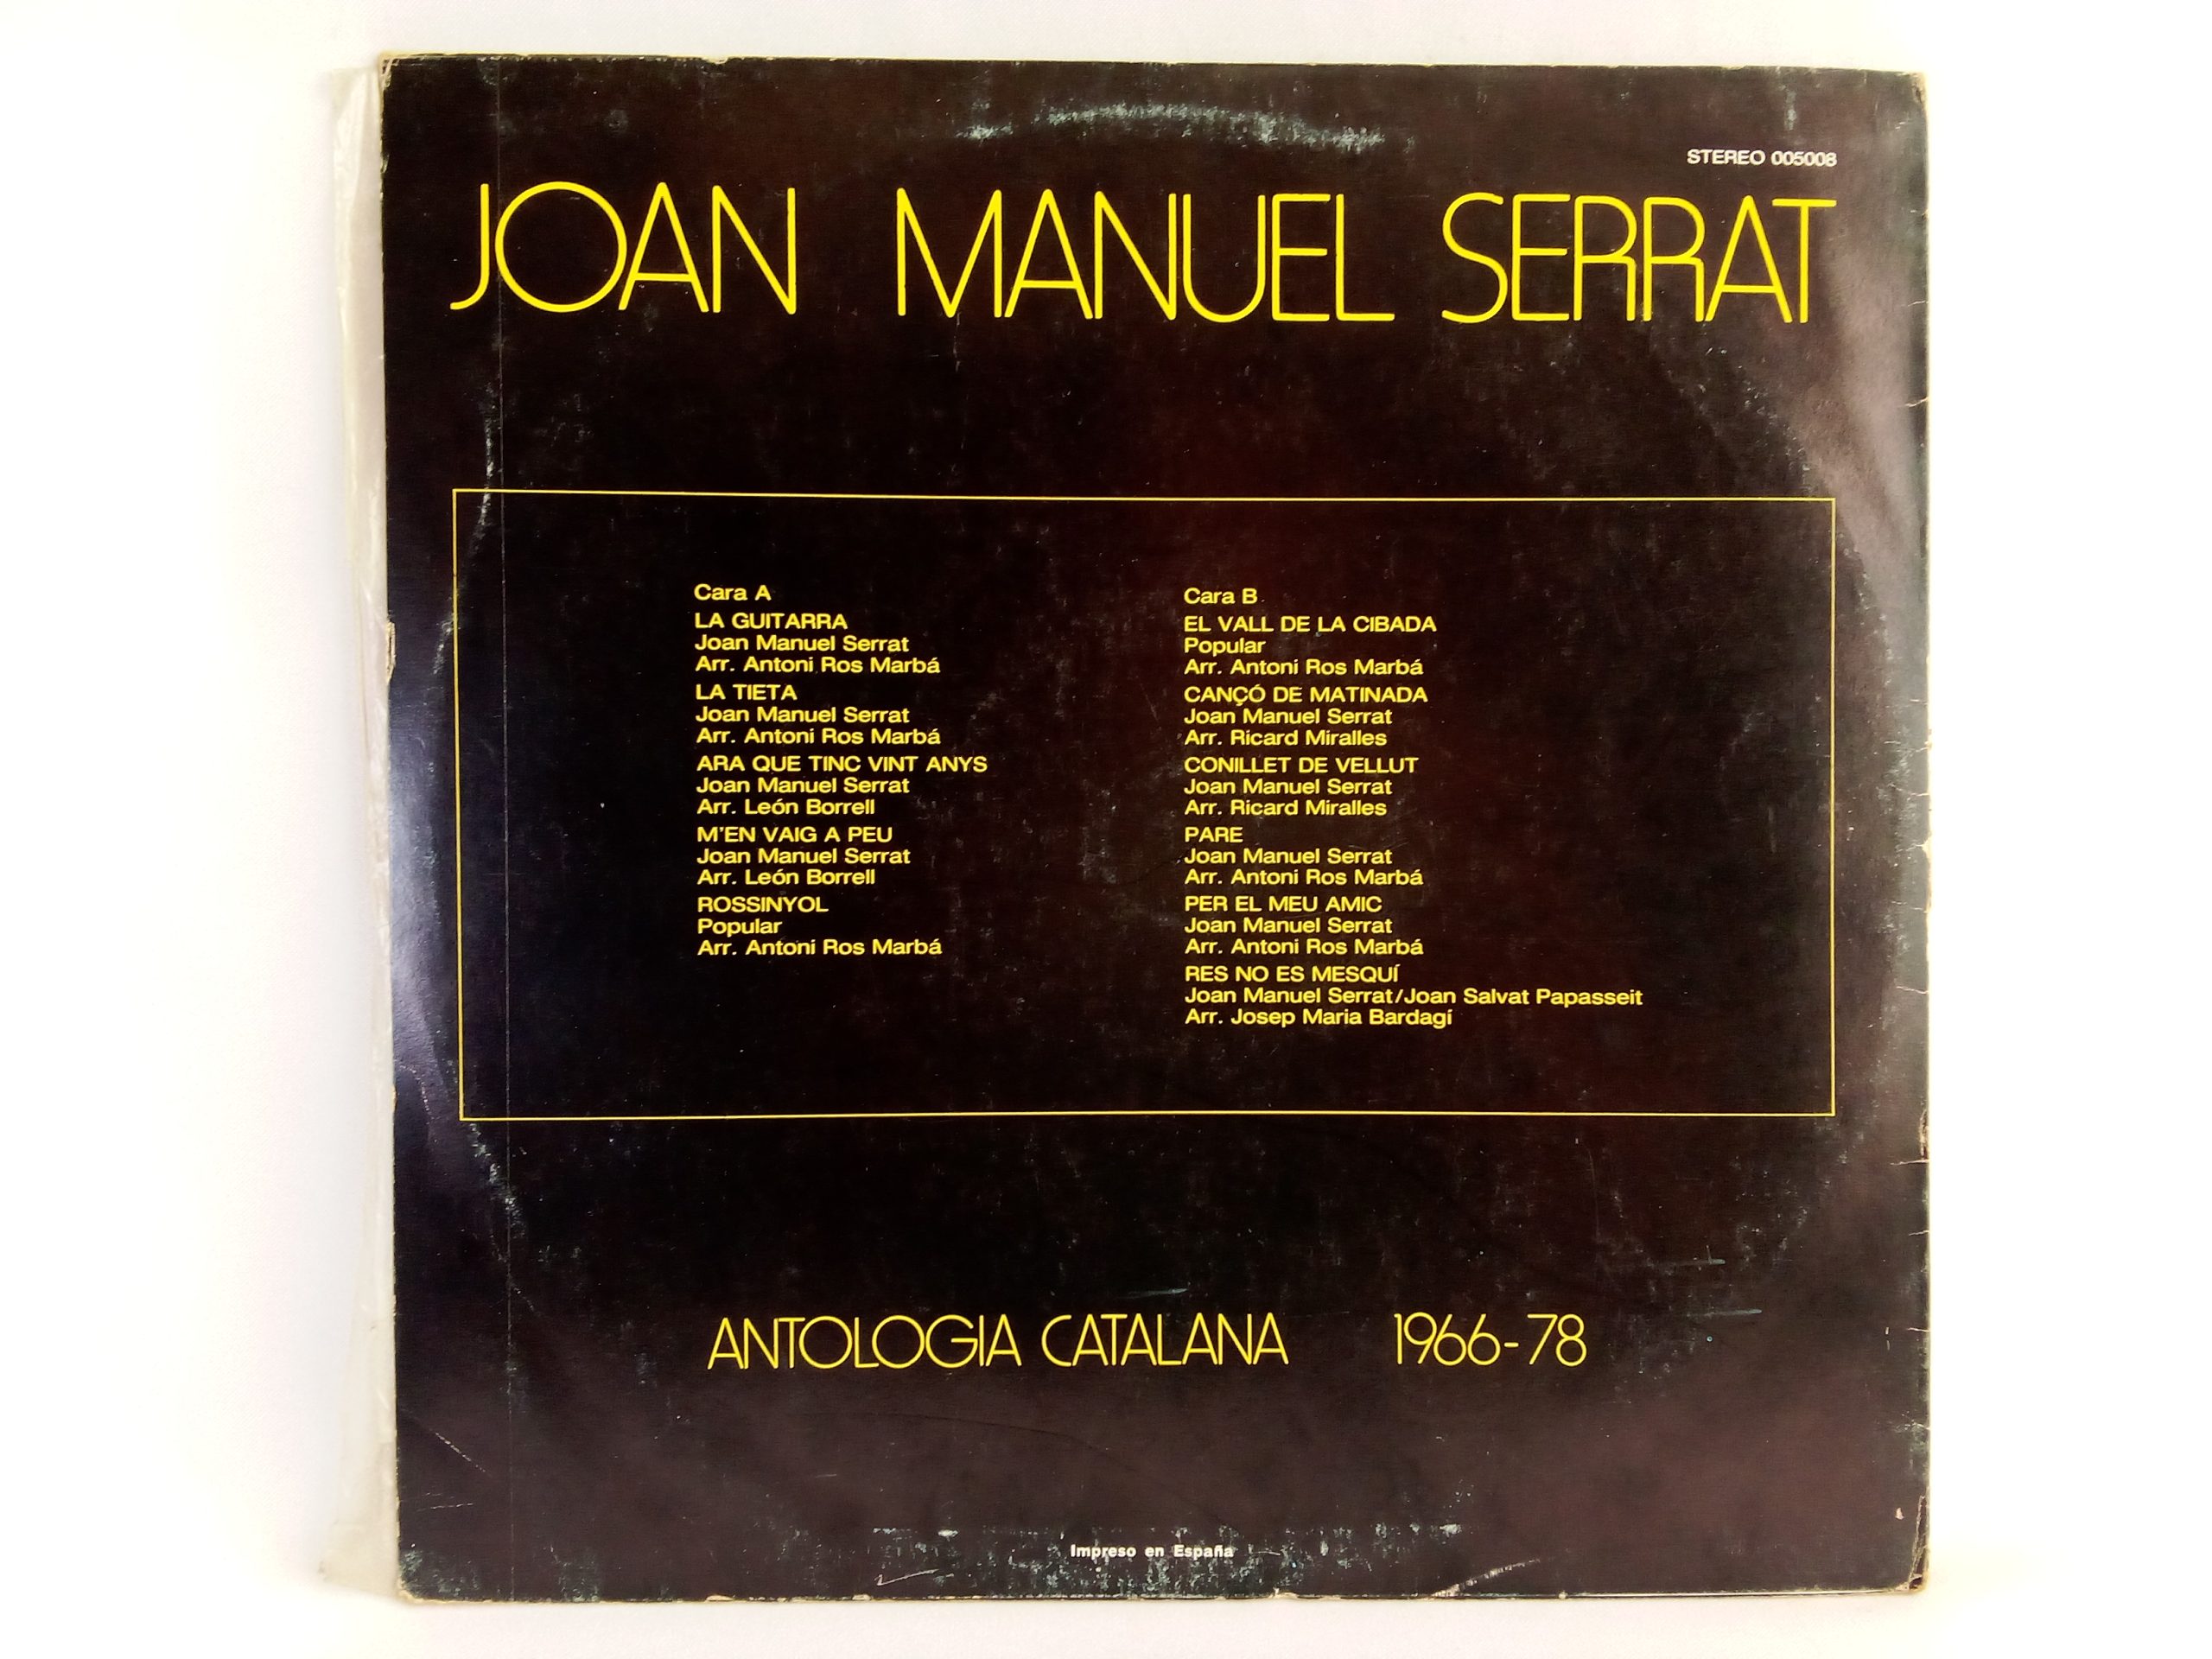 STEREO 005008
JOAN MANUEL SERRAT
Cara A
LA GUITARRA
Joan Manuel Serrat
Arr. Antoni Ros Marbá
LA TIETA
Joan Manuel Serrat
Arr. Antoni Ros Marbá
ARA QUE TINC VINT ANYS
Joan Manuel Serrat
Arr. León Borrell
M'EN VAIG A PEU
Joan Manuel Serrat
Arr. León Borrell
ROSSINYOL
Popular
Arr. Antoni Ros Marbá
Cara B
EL VALL DE LA CIBADA
Popular
Arr. Antoni Ros Marbá
CANÇÓ DE MATINADA
Joan Manuel Serrat
Arr. Ricard Miralles
CONILLET DE VELLUT
Joan Manuel Serrat
Arr. Ricard Miralles
PARE
Joan Manuel Serrat
Arr. Antoni Ros Marbá
PER EL MEU AMIC
Joan Manuel Serrat
Arr. Antoni Ros Marbá
RES NO ES MESQUÍ
Joan Manuel Serrat/Joan Salvat Papasseit
Arr. Josep Maria Bardagí
ANTOLOGIA CATALANA 1966-78
Impreso en España